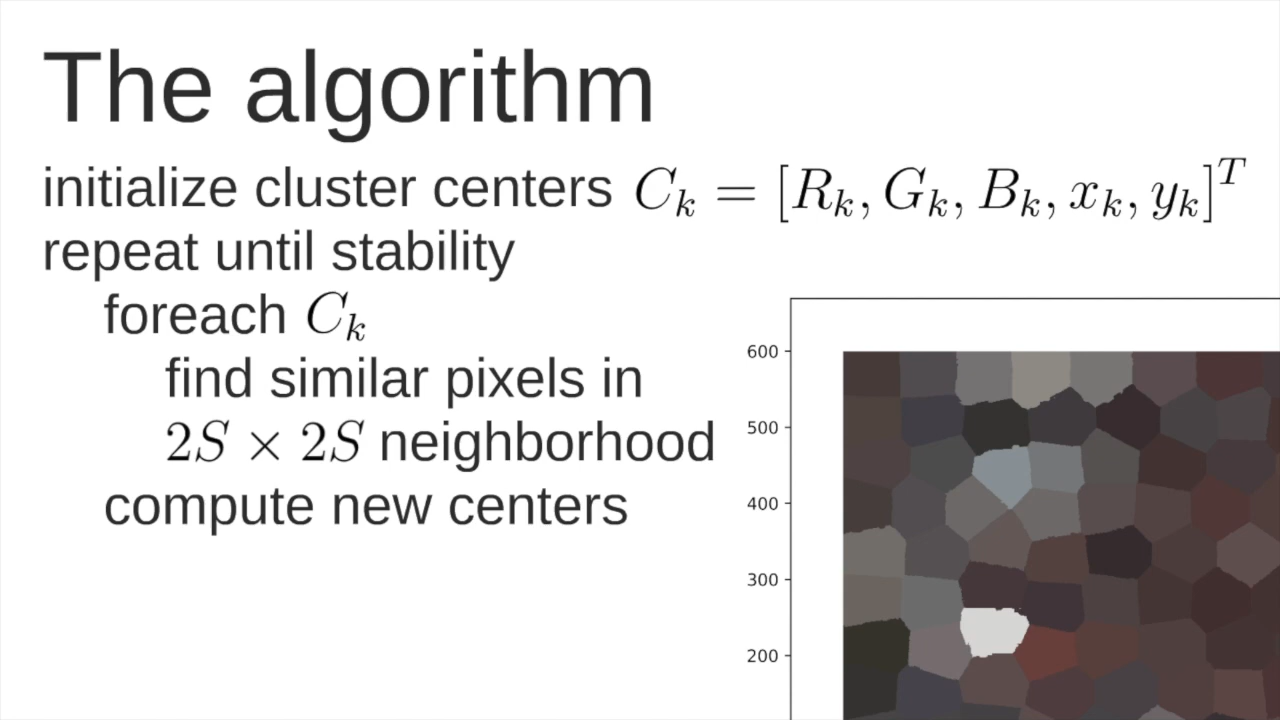 The algorithm
initialize cluster centers C_k = [R_k, G_k, B_k, x_k, y_k]^T
repeat until stability
foreach C_k
find similar pixels in
2S × 2S neighborhood
compute new centers
600
500
400
300
200